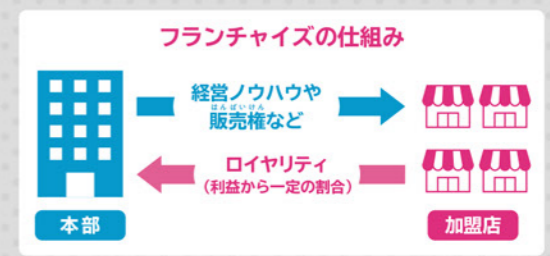 フランチャイズの仕組み
経営ノウハウや
はんばいけん
販売権など
ロイヤリティ
（利益から一定の割合）
本部
加盟店